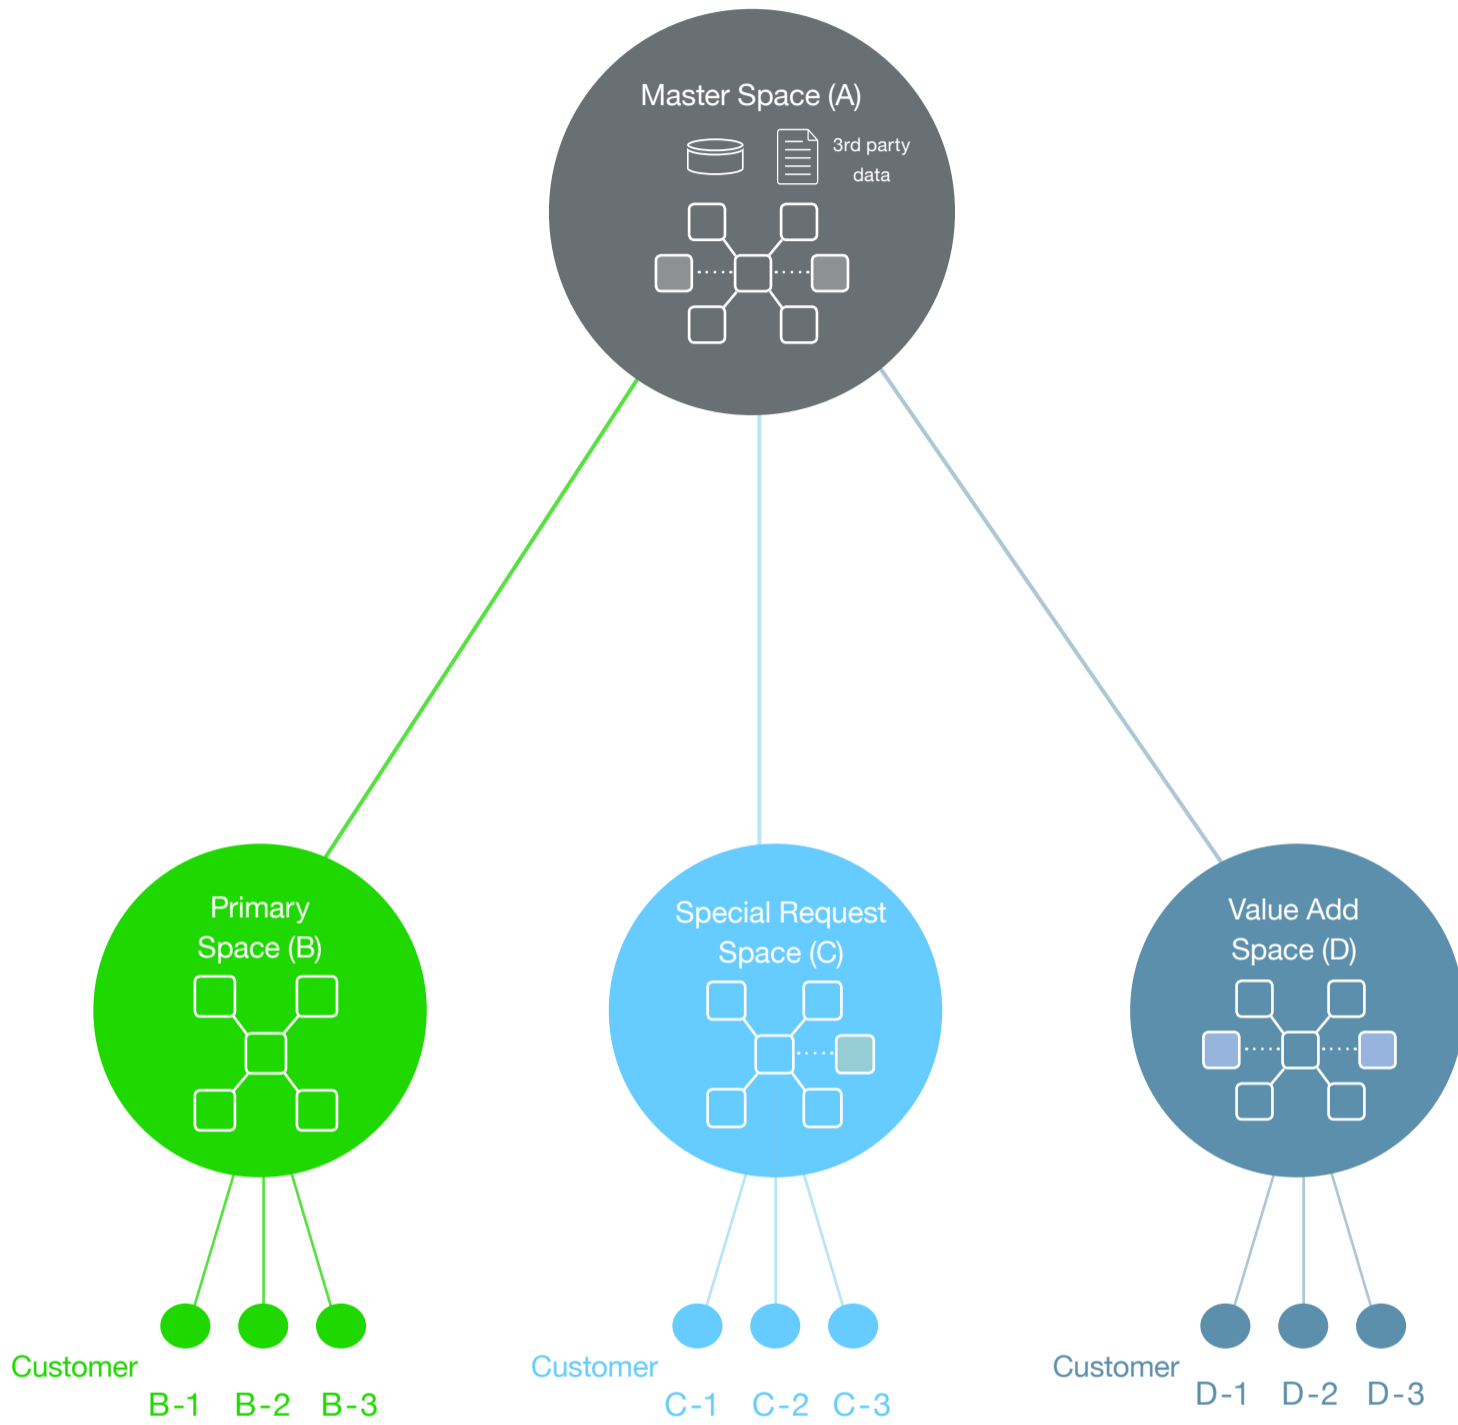 Master Space (A)
3rd party
data
Primary
Space (B)
Special Request
Space (C)
Value Add
Space (D)
Customer
B-1 B-2 B-3
Customer
C-1 C-2 C-3
Customer
D-1 D-2 D-3